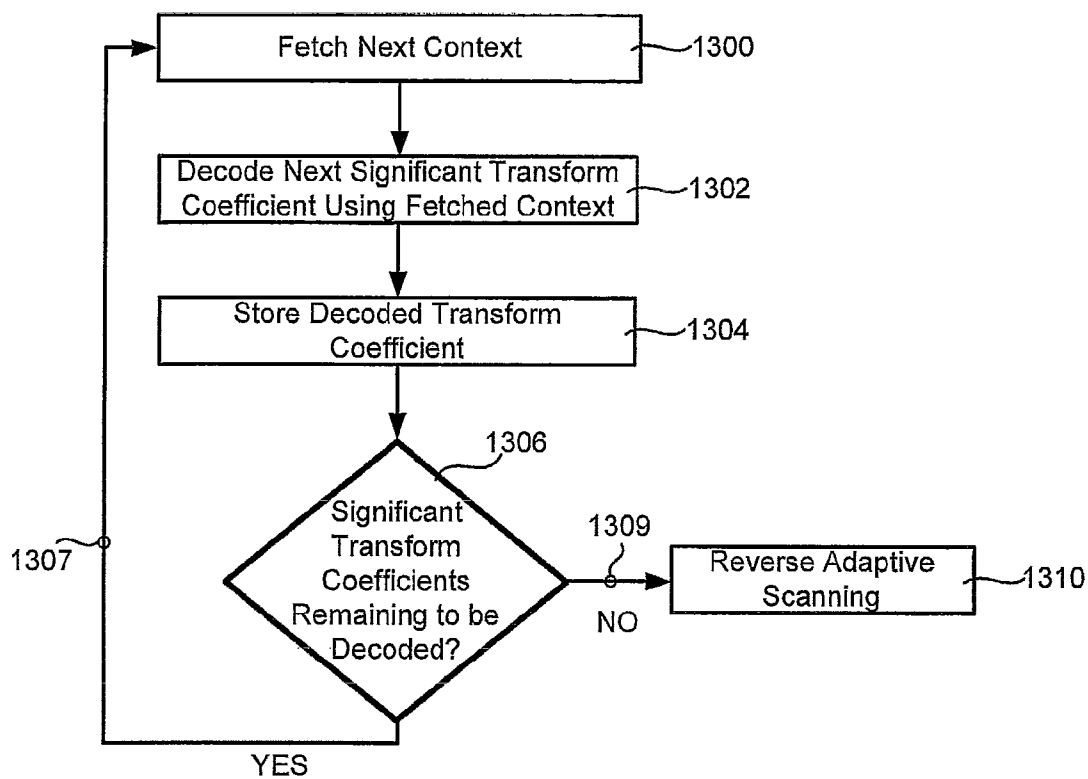 Fetch Next Context
1300
Decode Next Significant Transform
Coefficient Using Fetched Context
1302
Store Decoded Transform
Coefficient
1304
1306
Significant
Transform
Coefficients
Remaining to be
Decoded?
1307
1309
NO
Reverse Adaptive
Scanning
1310
YES